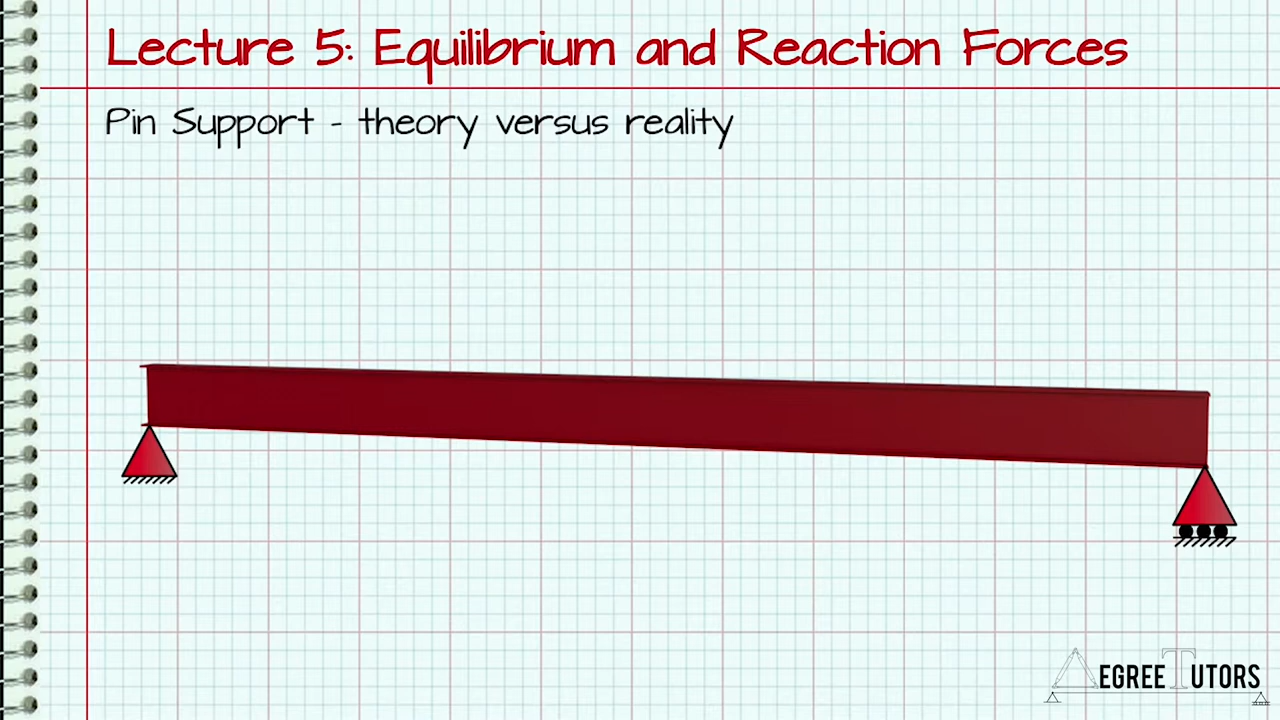 Lecture 5: Equilibrium and Reaction Forces
Pin Support - theory versus reality
DEGREE TUTORS